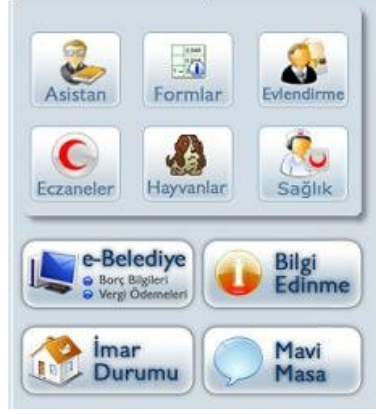 Asistan
Formlar
Evlendirme
Eczaneler
Hayvanlar
Sağlık
e-Belediye
Borç Bilgileri
Vergi Ödemeleri
Bilgi
Edinme
İmar
Durumu
Mavi
Masa